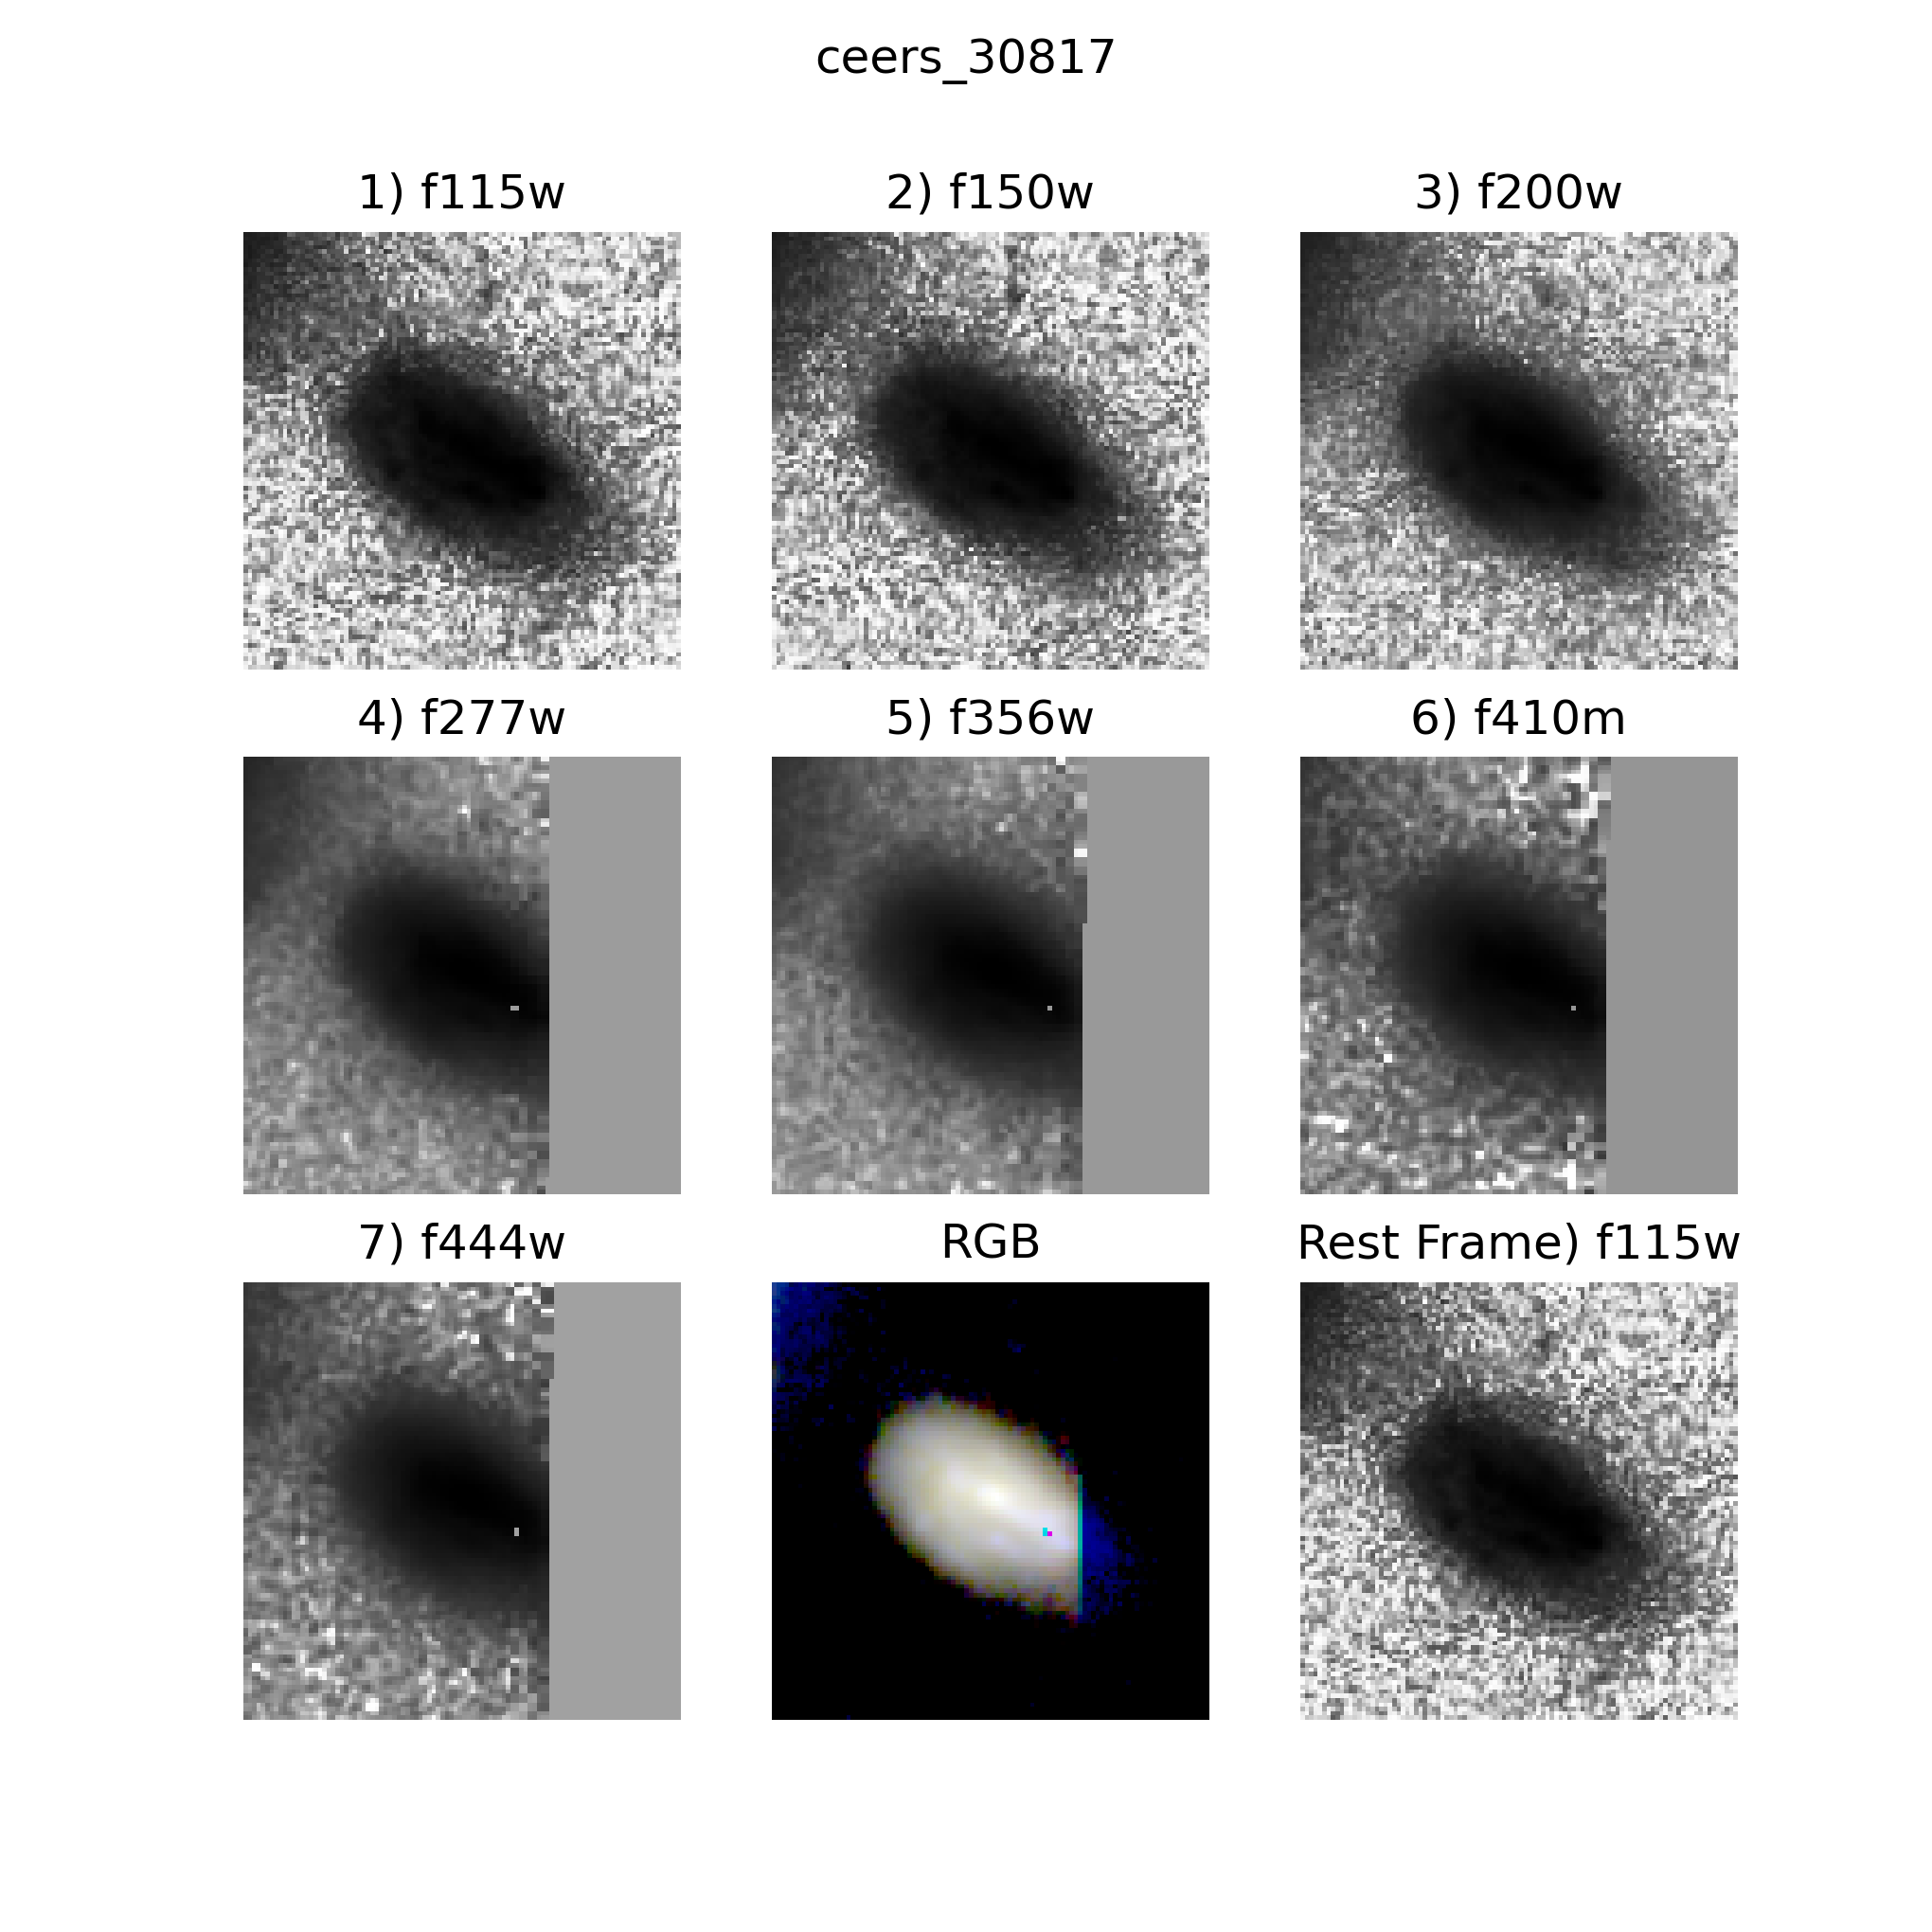 ceers_30817
1) f115w
2) f150w
3) f200w
4) f277w
5) f356w
6) f410m
7) f444w
RGB
Rest Frame) f115w